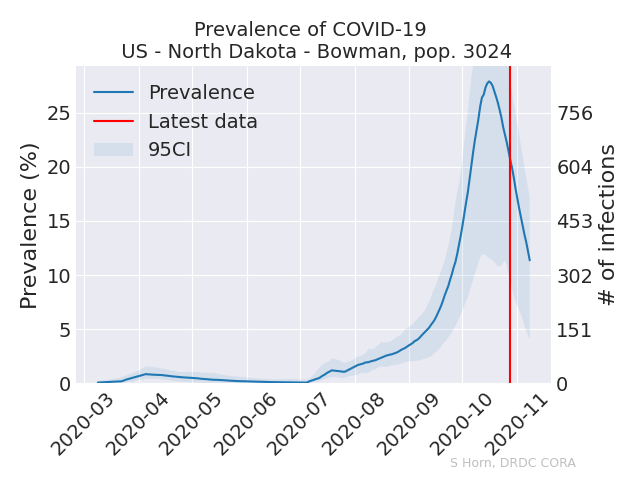 Prevalence of COVID-19
US - North Dakota - Bowman, pop. 3024
Prevalence
Latest data
95CI
Prevalence (%)
25
20
15
10
5
0
756
604
453
302
151
0
# of infections
2020-03
2020-04
2020-05
2020-06
2020-07
2020-08
2020-09
2020-10
2020-11
S Horn, DRDC CORA